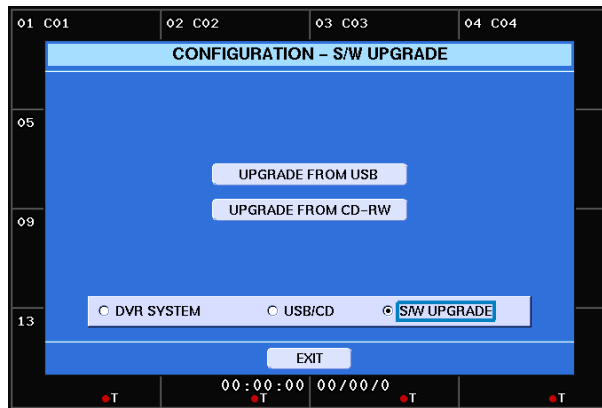 01 C01 02 C02 03 C03 04 C04
CONFIGURATION – S/W UPGRADE
05
UPGRADE FROM USB
UPGRADE FROM CD-RW
09
DVR SYSTEM USB/CD S/W UPGRADE
13
EXIT
00:00:00 00/00/0
T T T T